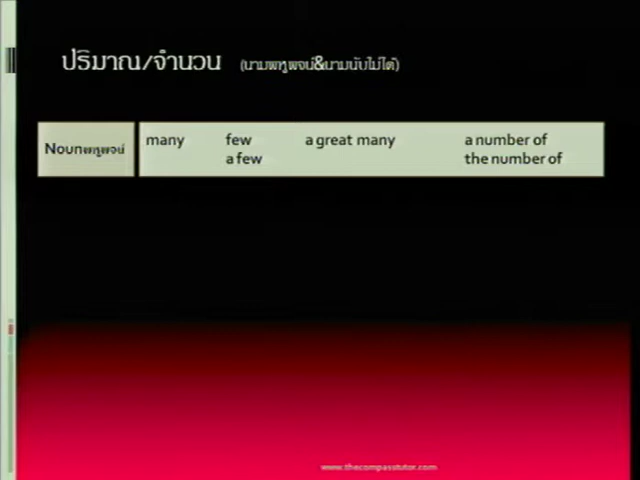 ปริมาณ/จำนวน (นามพหูพจน์&นามนับไม่ได้)
Nounพหูพจน์ many few a great many a number of
a few the number of
www.thecompasstutor.com